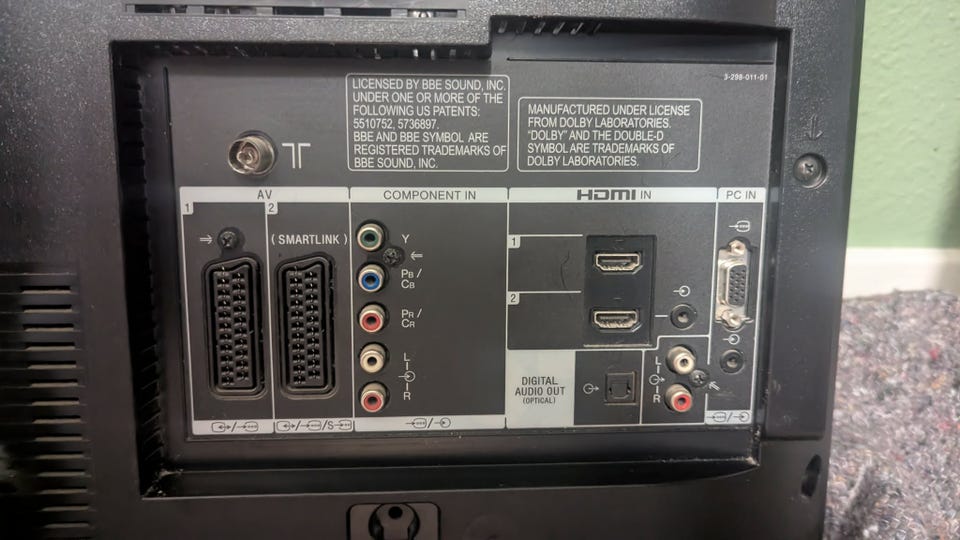 3-298-011-01
LICENSED BY BBE SOUND, INC.
UNDER ONE OR MORE OF THE
FOLLOWING US PATENTS:
5510752, 5736897.
BBE AND BBE SYMBOL ARE
REGISTERED TRADEMARKS OF
BBE SOUND, INC.
MANUFACTURED UNDER LICENSE
FROM DOLBY LABORATORIES.
"DOLBY" AND THE DOUBLE-D
SYMBOL ARE TRADEMARKS OF
DOLBY LABORATORIES.
AV
1
2
(SMARTLINK)
COMPONENT IN
Y
PB /
CB
PR /
CR
L
R
HDMI IN
1
2
DIGITAL
AUDIO OUT
(OPTICAL)
L
R
PC IN
/S